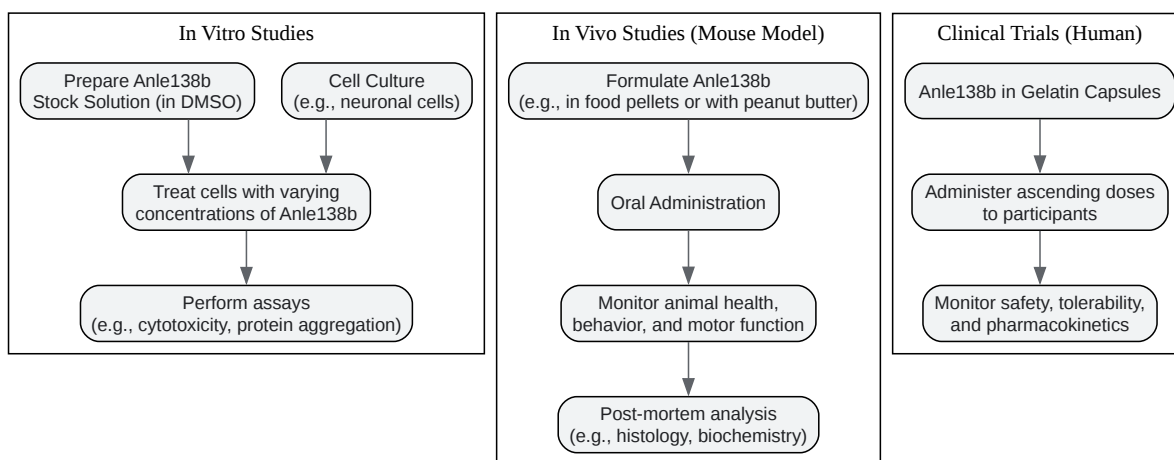 In Vitro Studies
Prepare Anle138b
Stock Solution (in DMSO)
Cell Culture
(e.g., neuronal cells)
Treat cells with varying
concentrations of Anle138b
Perform assays
(e.g., cytotoxicity, protein aggregation)
In Vivo Studies (Mouse Model)
Formulate Anle138b
(e.g., in food pellets or with peanut butter)
Oral Administration
Monitor animal health,
behavior, and motor function
Post-mortem analysis
(e.g., histology, biochemistry)
Clinical Trials (Human)
Anle138b in Gelatin Capsules
Administer ascending doses
to participants
Monitor safety, tolerability,
and pharmacokinetics